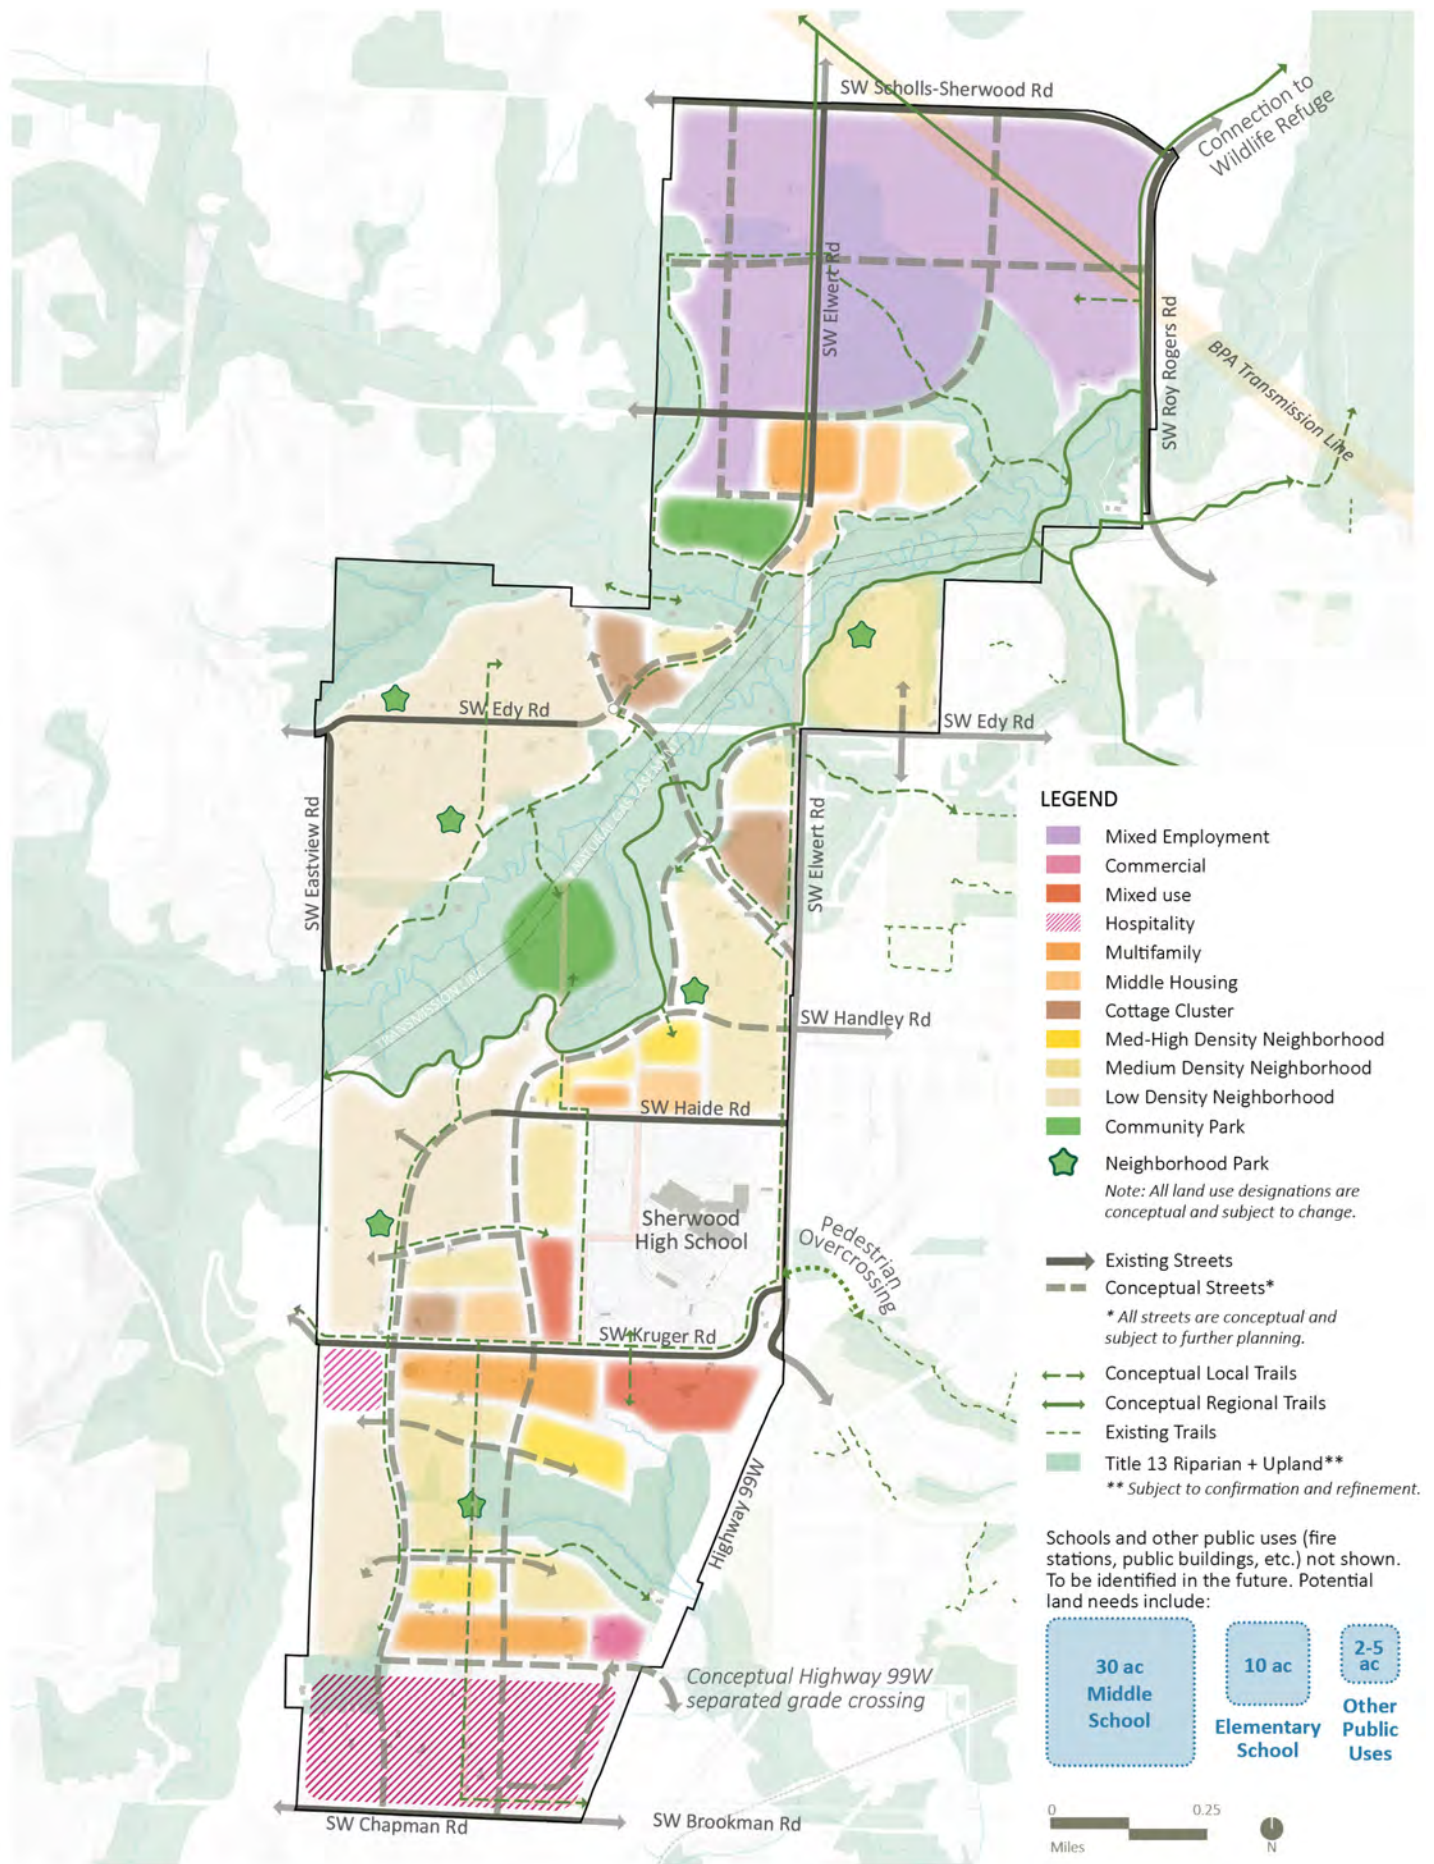 SW Scholls-Sherwood Rd
Connection to
Wildlife Refuge
SW Elwert Rd
SW Roy Rogers Rd
BPA Transmission Line
SW Edy Rd
SW Edy Rd
SW Eastview Rd
NATURAL GAS EASEMENT
SW Elwert Rd
TRANSMISSION LINE
SW Handley Rd
SW Haide Rd
Sherwood
High School
Pedestrian
Overcrossing
SW Kruger Rd
Highway 99W
Conceptual Highway 99W
separated grade crossing
SW Chapman Rd
SW Brookman Rd
LEGEND
Mixed Employment
Commercial
Mixed use
Hospitality
Multifamily
Middle Housing
Cottage Cluster
Med-High Density Neighborhood
Medium Density Neighborhood
Low Density Neighborhood
Community Park
Neighborhood Park
Note: All land use designations are
conceptual and subject to change.
Existing Streets
Conceptual Streets*
* All streets are conceptual and
subject to further planning.
Conceptual Local Trails
Conceptual Regional Trails
Existing Trails
Title 13 Riparian + Upland**
** Subject to confirmation and refinement.
Schools and other public uses (fire
stations, public buildings, etc.) not shown.
To be identified in the future. Potential
land needs include:
30 ac
Middle
School
10 ac
Elementary
School
2-5
ac
Other
Public
Uses
0 0.25
Miles
N